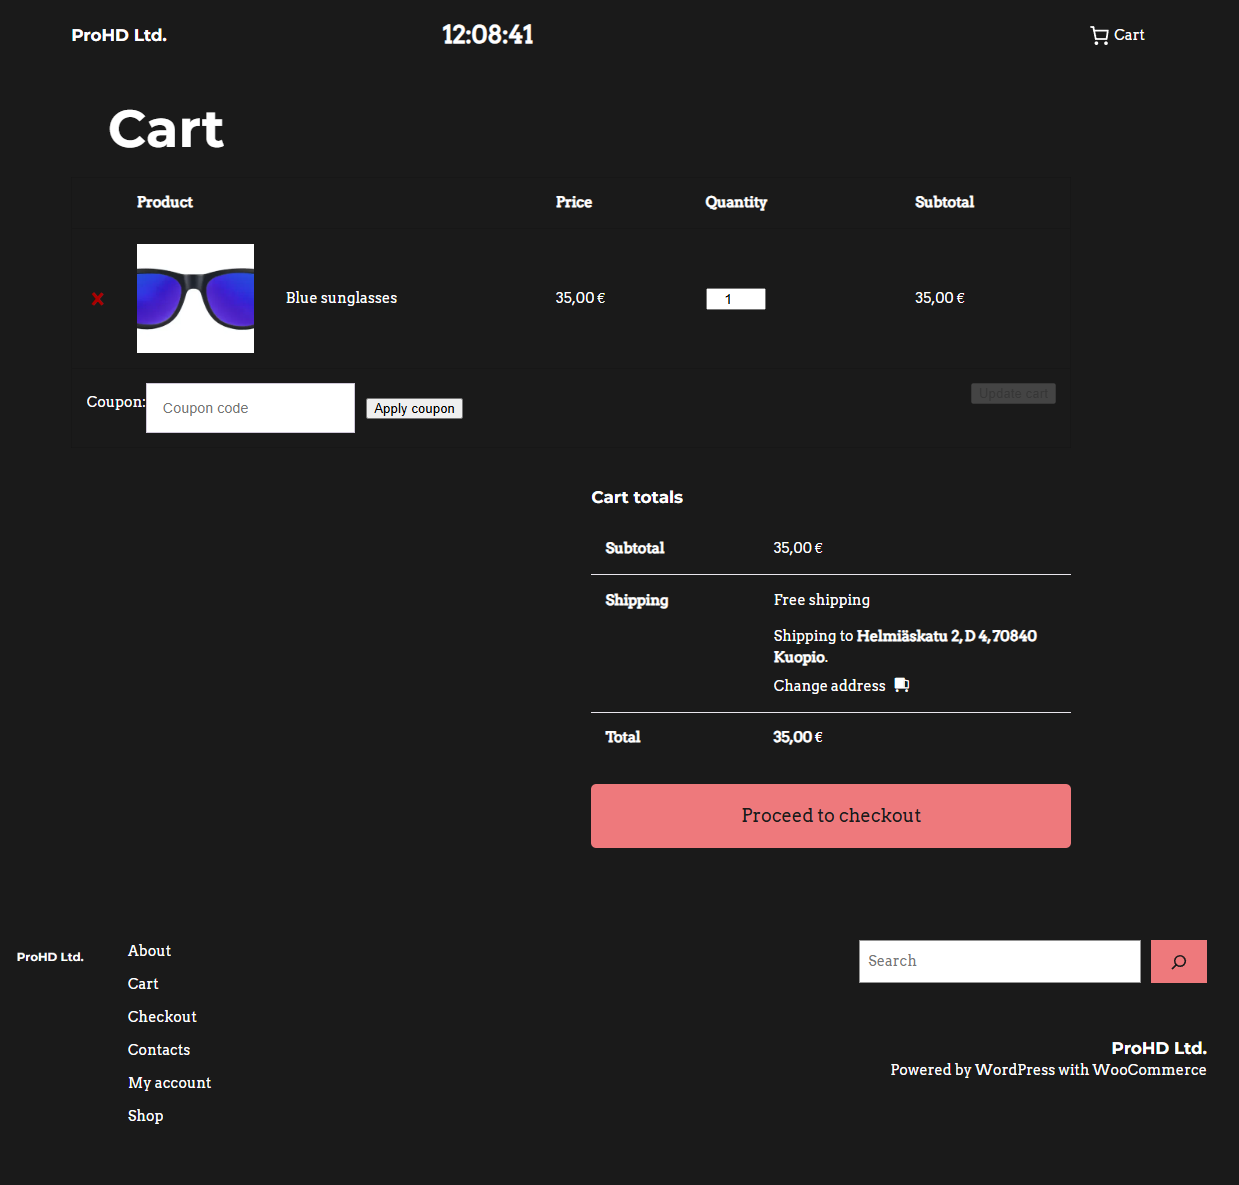 ProHD Ltd.
12:08:41
Cart
Cart
Product Price Quantity Subtotal
× Blue sunglasses 35,00 € 1 35,00 €
Coupon: Coupon code Apply coupon Update cart
Cart totals
Subtotal 35,00 €
Shipping Free shipping
Shipping to Helmiäskatu 2, D 4, 70840
Kuopio.
Change address
Total 35,00 €
Proceed to checkout
ProHD Ltd.
About
Cart
Checkout
Contacts
My account
Shop
Search
ProHD Ltd.
Powered by WordPress with WooCommerce